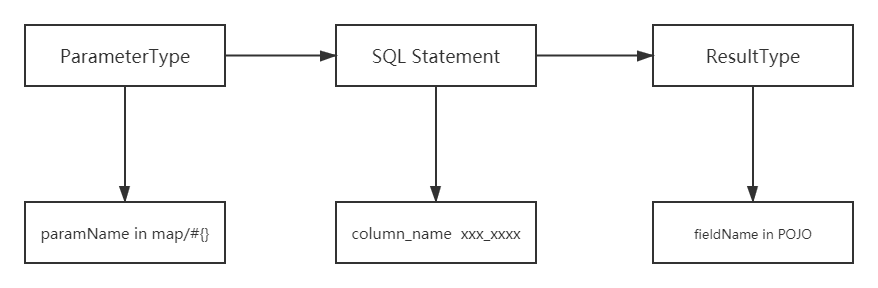 ParameterType
SQL Statement
ResultType
paramName in map/#{}
column_name  xxx_xxxx
fieldName in POJO